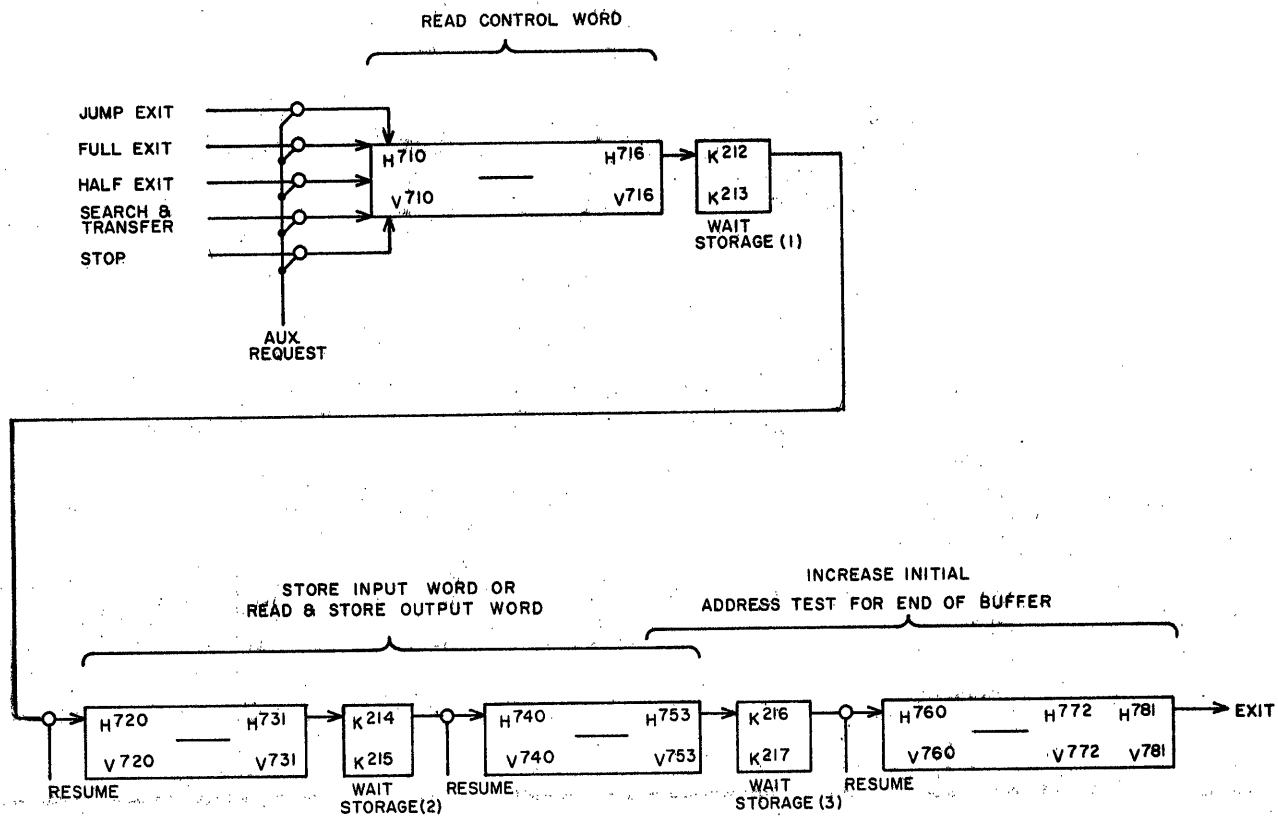 READ CONTROL WORD
JUMP EXIT
FULL EXIT
HALF EXIT
SEARCH &
TRANSFER
STOP
H710 H716
V710 V716
K212
K213
WAIT
STORAGE (1)
AUX
REQUEST
STORE INPUT WORD OR
READ & STORE OUTPUT WORD
INCREASE INITIAL
ADDRESS TEST FOR END OF BUFFER
H720 H731
V720 V731
RESUME
K214
K215
WAIT
STORAGE(2)
RESUME
H740 H753
V740 V753
K216
K217
WAIT
STORAGE (3)
RESUME
H760 H772 H781
V760 V772 V781
EXIT